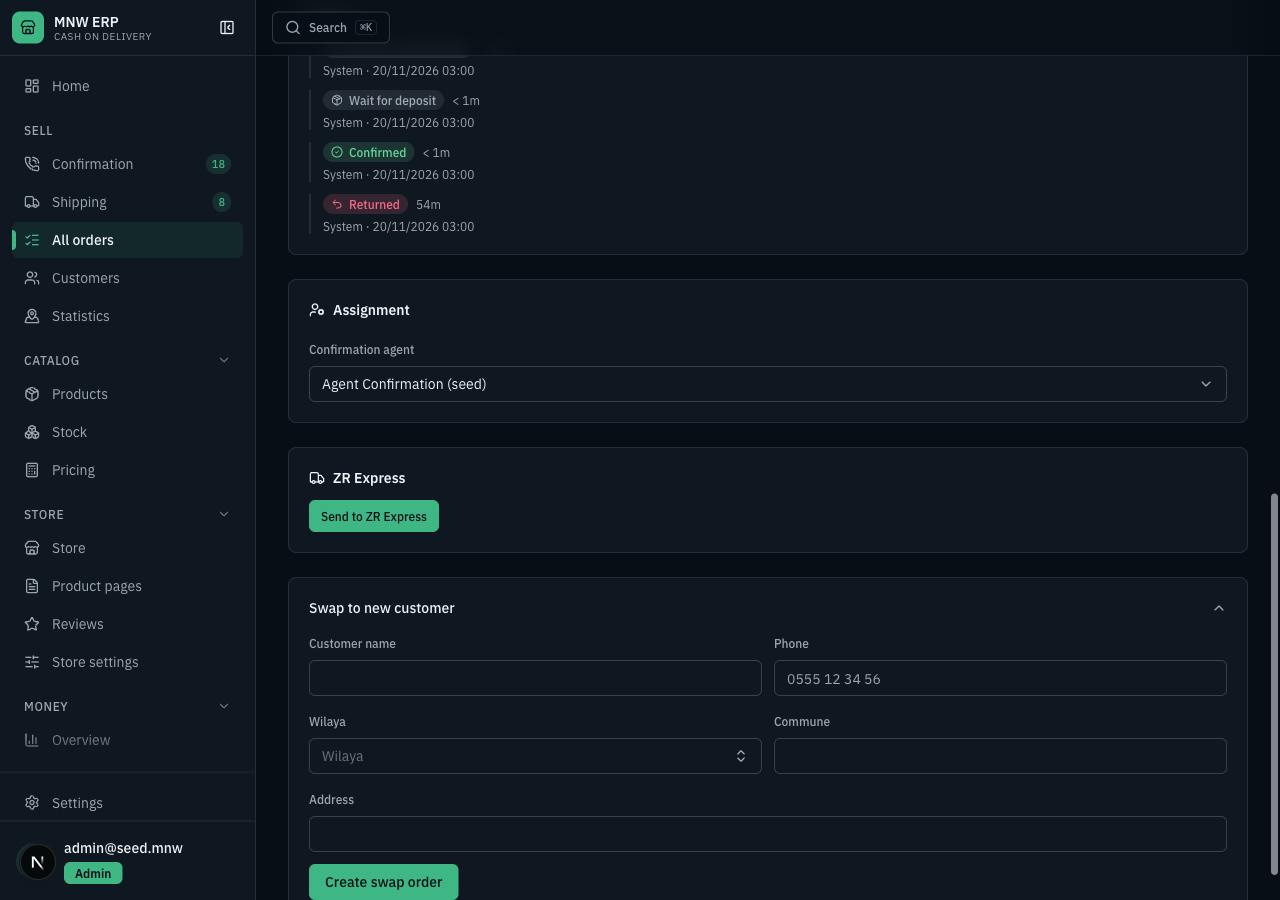 MNW ERP
CASH ON DELIVERY
Search ⌘K
Home
SELL
Confirmation 18
Shipping 8
All orders
Customers
Statistics
CATALOG
Products
Stock
Pricing
STORE
Store
Product pages
Reviews
Store settings
MONEY
Overview
Settings
N
admin@seed.mnw
Admin
System · 20/11/2026 03:00
Wait for deposit < 1m
System · 20/11/2026 03:00
Confirmed < 1m
System · 20/11/2026 03:00
Returned 54m
System · 20/11/2026 03:00
Assignment
Confirmation agent
Agent Confirmation (seed)
ZR Express
Send to ZR Express
Swap to new customer
Customer name
Phone
0555 12 34 56
Wilaya
Commune
Wilaya
Address
Create swap order